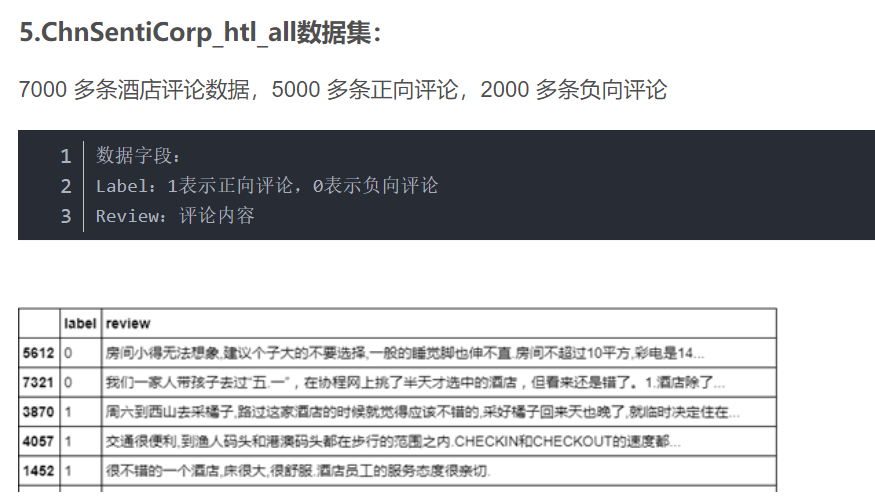 5.ChnSentiCorp_htl_all数据集：
7000 多条酒店评论数据，5000 多条正向评论，2000 多条负向评论
1 数据字段：
2 Label：1表示正向评论，0表示负向评论
3 Review：评论内容
label review
5612 0 房间小得无法想象,建议个子大的不要选择,一般的睡觉脚也伸不直.房间不超过10平方,彩电是14...
7321 0 我们一家人带孩子去过“五.一”，在协程网上挑了半天才选中的酒店，但看来还是错了。1.酒店除了...
3870 1 周六到西山去采橘子,路过这家酒店的时候就觉得应该不错的,采好橘子回来天也晚了,就临时决定住在...
4057 1 交通很便利,到渔人码头和港澳码头都在步行的范围之内.CHECKIN和CHECKOUT的速度都...
1452 1 很不错的一个酒店,床很大,很舒服.酒店员工的服务态度很亲切.